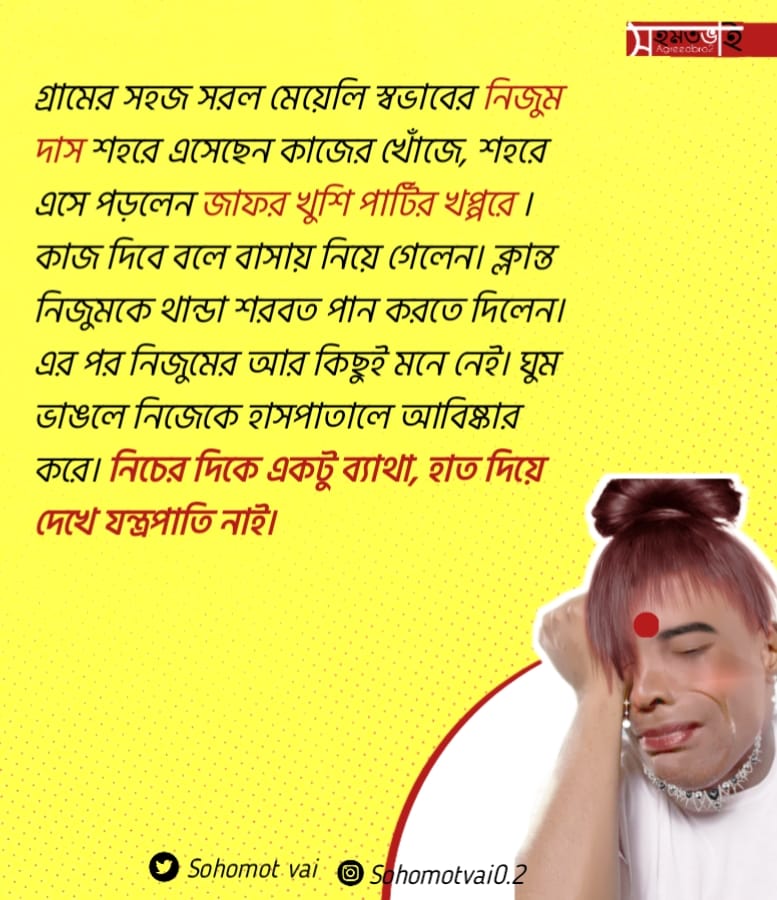 সহমতভাই
Agreeabro2
গ্রামের সহজ সরল মেয়েলি স্বভাবের নিজুম
দাস শহরে এসেছেন কাজের খোঁজে, শহরে
এসে পড়লেন জাফর খুশি পার্টির খপ্পরে ।
কাজ দিবে বলে বাসায় নিয়ে গেলেন। ক্লান্ত
নিজুমকে থান্ডা শরবত পান করতে দিলেন।
এর পর নিজুমের আর কিছুই মনে নেই। ঘুম
ভাঙলে নিজেকে হাসপাতালে আবিষ্কার
করে। নিচের দিকে একটু ব্যাথা, হাত দিয়ে
দেখে যন্ত্রপাতি নাই।
Sohomot vai Sohomotvai0.2